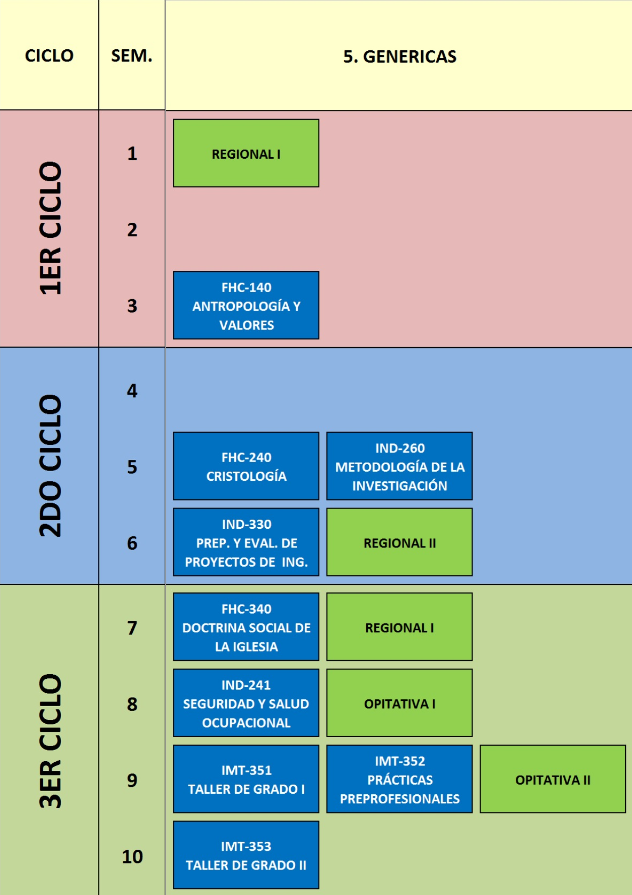 CICLO
SEM.
5. GENERICAS
1ER CICLO
1
REGIONAL I
2
3
FHC-140
ANTROPOLOGÍA Y
VALORES
2DO CICLO
4
5
FHC-240
CRISTOLOGÍA
IND-260
METODOLOGÍA DE LA
INVESTIGACIÓN
6
IND-330
PREP. Y EVAL. DE
PROYECTOS DE ING.
REGIONAL II
3ER CICLO
7
FHC-340
DOCTRINA SOCIAL DE
LA IGLESIA
REGIONAL I
8
IND-241
SEGURIDAD Y SALUD
OCUPACIONAL
OPITATIVA I
9
IMT-351
TALLER DE GRADO I
IMT-352
PRÁCTICAS
PREPROFESIONALES
OPITATIVA II
10
IMT-353
TALLER DE GRADO II